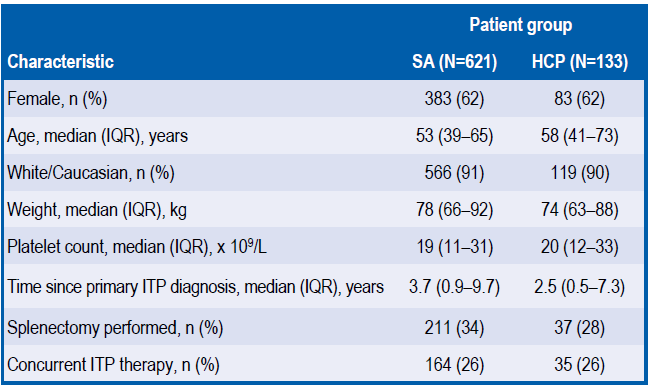 Patient group
Characteristic SA (N=621) HCP (N=133)
Female, n (%) 383 (62) 83 (62)
Age, median (IQR), years 53 (39–65) 58 (41–73)
White/Caucasian, n (%) 566 (91) 119 (90)
Weight, median (IQR), kg 78 (66–92) 74 (63–88)
Platelet count, median (IQR), x 10⁹/L 19 (11–31) 20 (12–33)
Time since primary ITP diagnosis, median (IQR), years 3.7 (0.9–9.7) 2.5 (0.5–7.3)
Splenectomy performed, n (%) 211 (34) 37 (28)
Concurrent ITP therapy, n (%) 164 (26) 35 (26)